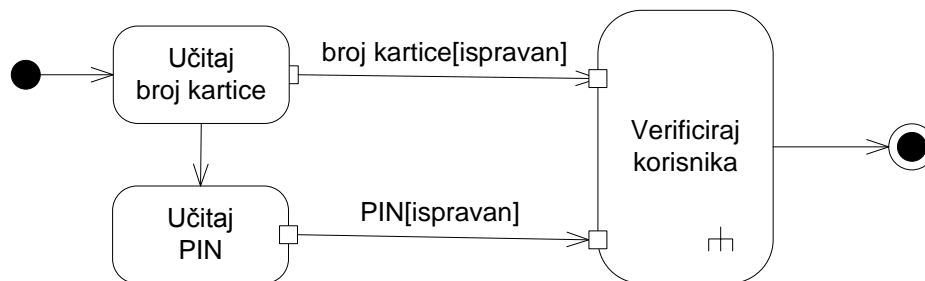 Učitaj
broj kartice
broj kartice[ispravan]
Verificiraj
korisnika
Učitaj
PIN
PIN[ispravan]